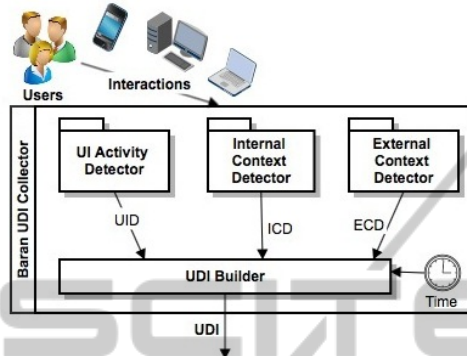 Users
Interactions
Baran UDI Collector
UI Activity
Detector
Internal
Context
Detector
External
Context
Detector
UID
ICD
ECD
UDI Builder
Time
UDI
SCITE